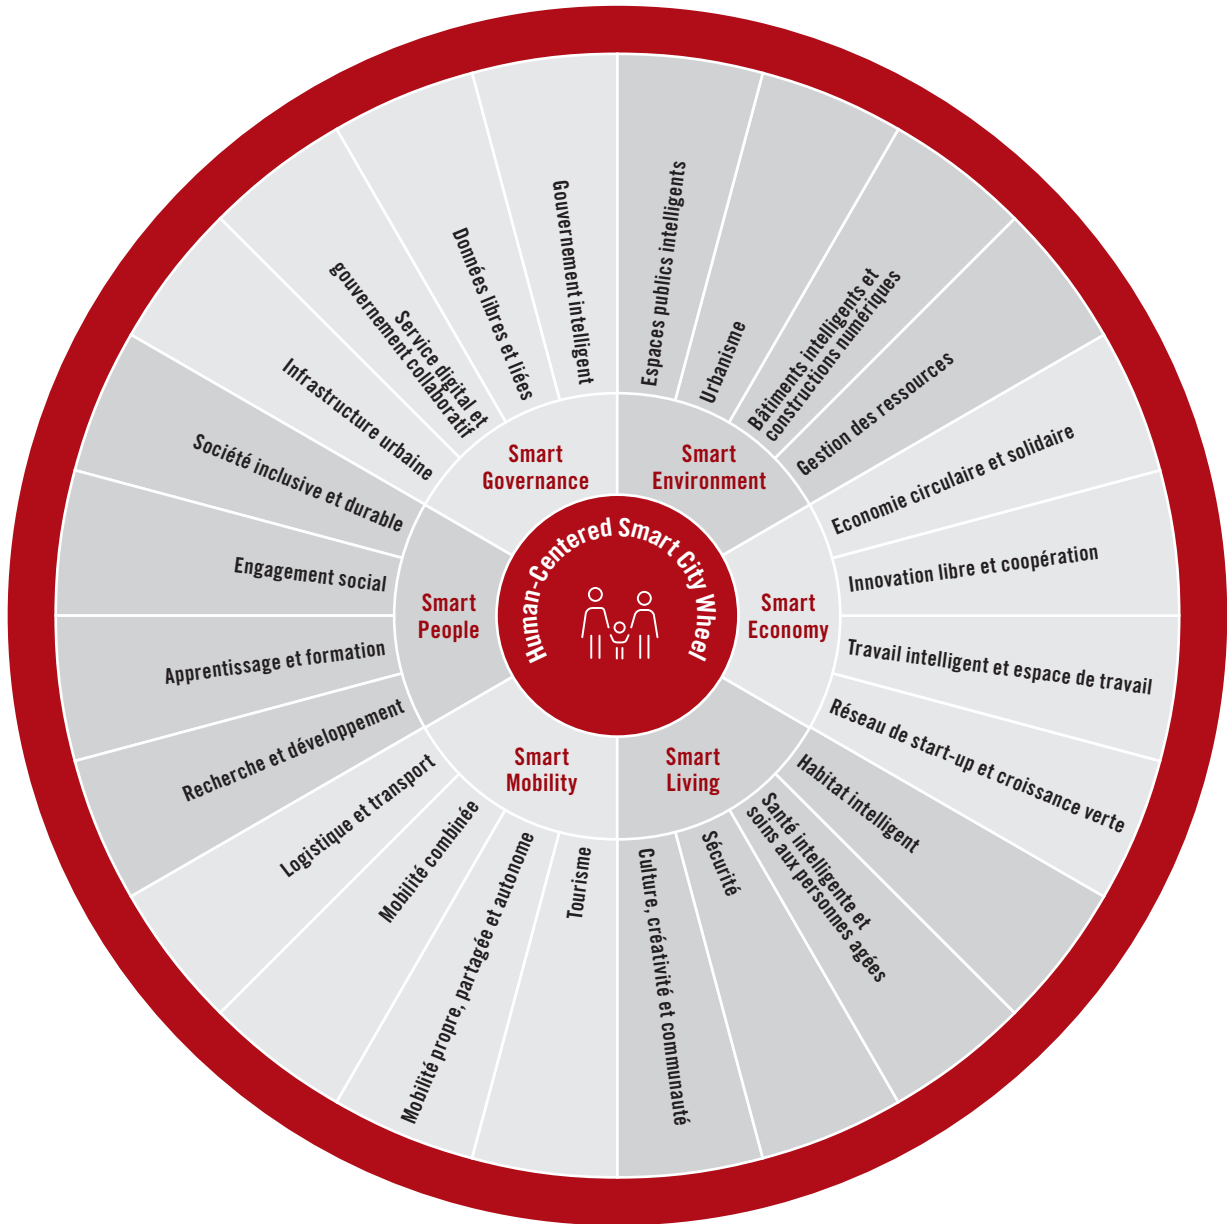 Human-Centered Smart City Wheel
Smart
Environment
Espaces publics intelligents
Urbanisme
Bâtiments intelligents et
constructions numériques
Gestion des ressources
Smart
Economy
Economie circulaire et solidaire
Innovation libre et coopération
Travail intelligent et espace de travail
Réseau de start-up et croissance verte
Smart
Living
Habitat intelligent
Santé intelligente et
soins aux personnes agées
Sécurité
Culture, créativité et communauté
Smart
Mobility
Tourisme
Mobilité propre, partagée et autonome
Mobilité combinée
Logistique et transport
Smart
People
Recherche et développement
Apprentissage et formation
Engagement social
Société inclusive et durable
Smart
Governance
Infrastructure urbaine
Service digital et
gouvernement collaboratif
Données libres et liées
Gouvernement intelligent